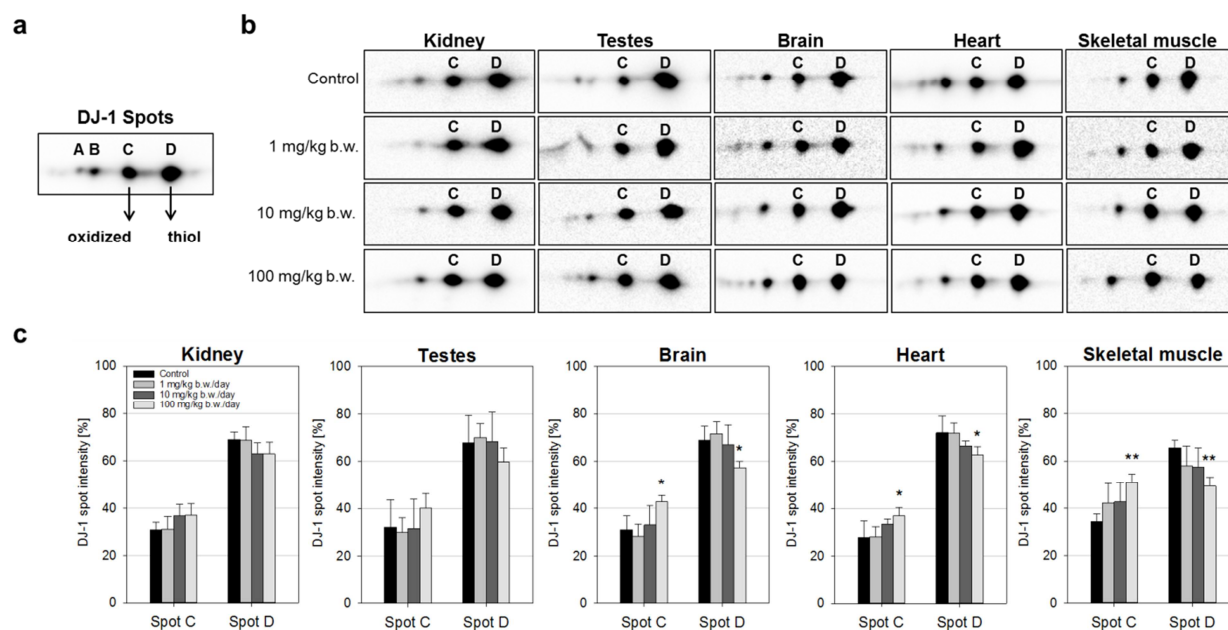 a
DJ-1 Spots
A B C D
oxidized thiol
b
Kidney Testes Brain Heart Skeletal muscle
Control C D C D C D C D C D
1 mg/kg b.w. C D C D C D C D C D
10 mg/kg b.w. C D C D C D C D C D
100 mg/kg b.w. C D C D C D C D C D
c
Kidney
DJ-1 spot intensity [%]
100
80
60
40
20
0
Control
1 mg/kg b.w./day
10 mg/kg b.w./day
100 mg/kg b.w./day
Spot C Spot D
Testes
DJ-1 spot intensity [%]
100
80
60
40
20
0
Spot C Spot D
Brain
DJ-1 spot intensity [%]
100
80
60
40
20
0
* *
Spot C Spot D
Heart
DJ-1 spot intensity [%]
100
80
60
40
20
0
* *
Spot C Spot D
Skeletal muscle
DJ-1 spot intensity [%]
100
80
60
40
20
0
** **
Spot C Spot D